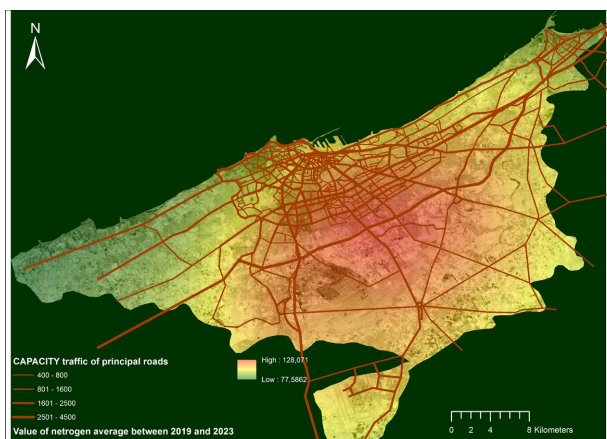 N
CAPACITY traffic of principal roads
400 - 800
801 - 1600
1601 - 2500
2501 - 4500
High : 128,071
Low : 77,5862
0 2 4 8 Kilometers
Value of netrogen average between 2019 and 2023